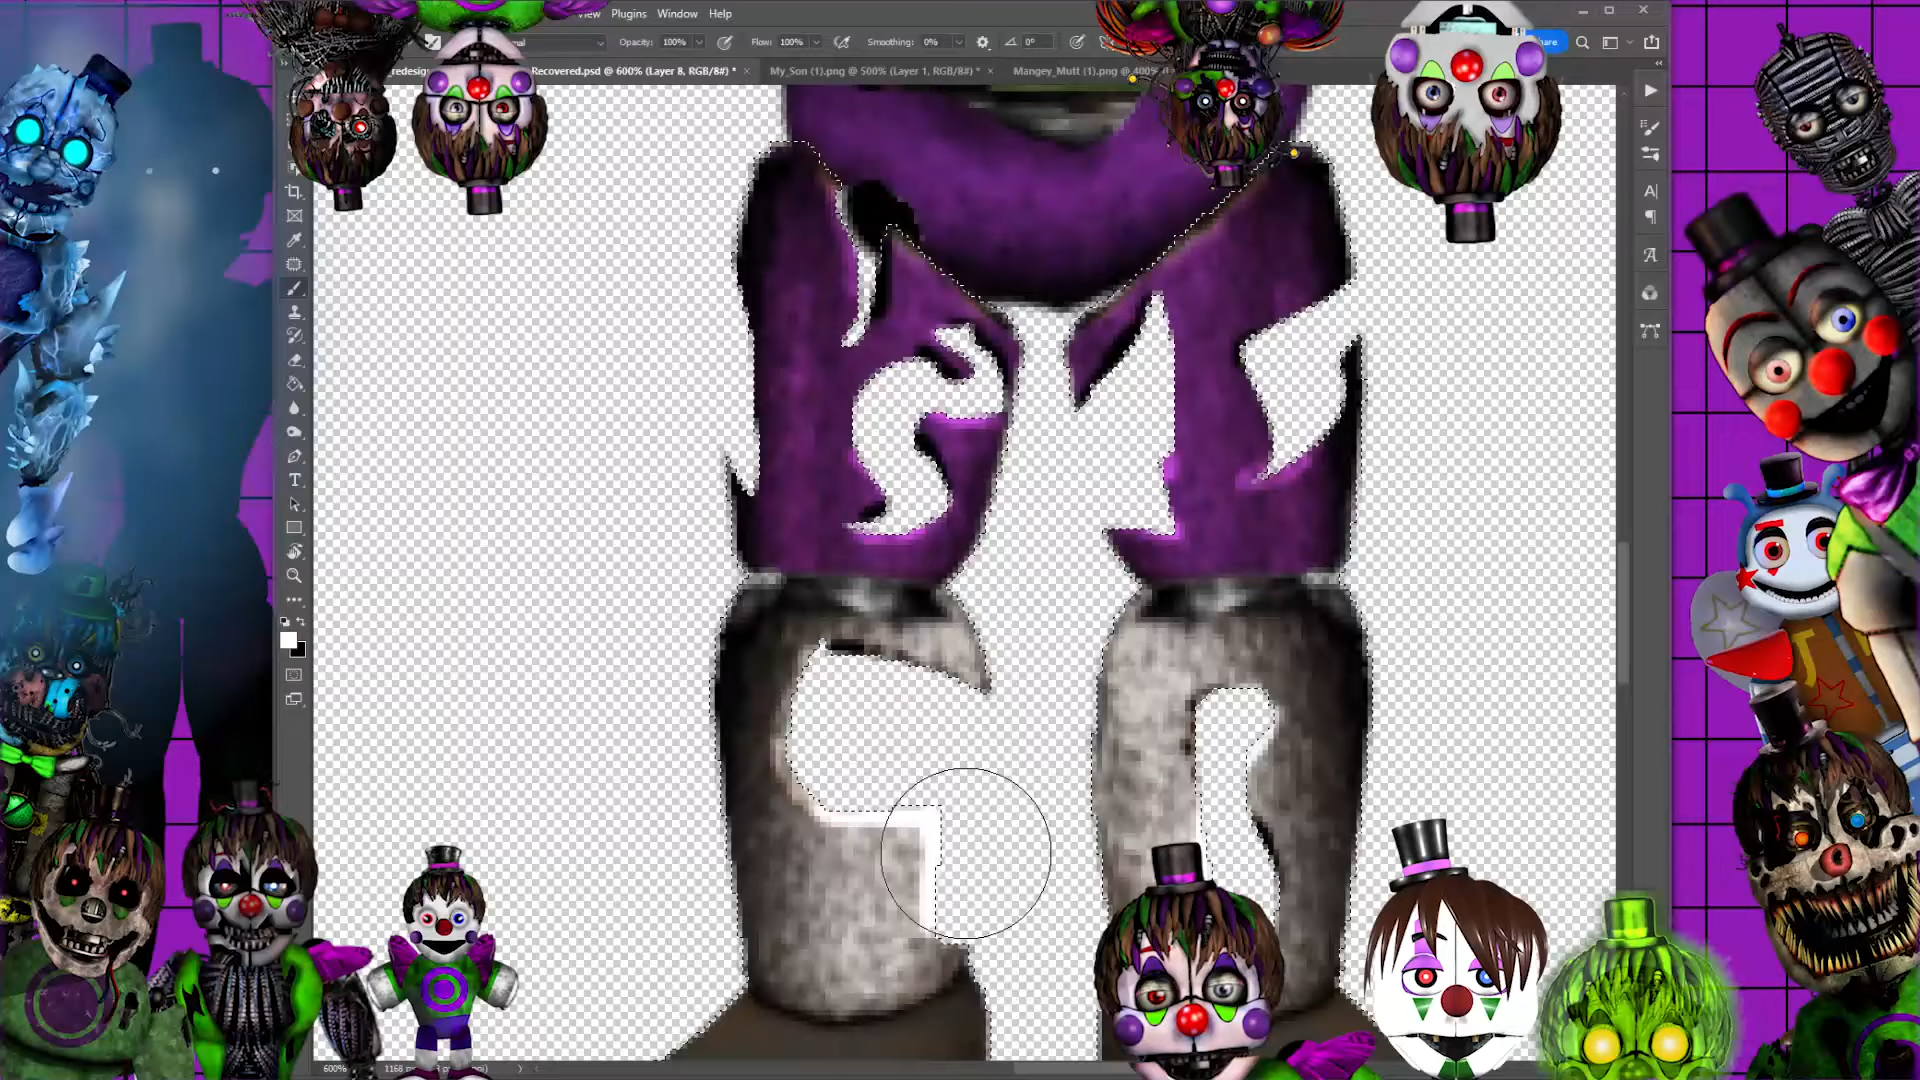 View Plugins Window Help
Opacity: 100% Flow: 100% Smoothing: 0% 0°
Recovered.psd @ 600% (Layer 8, RGB/8#) * My_Son (1).png @ 500% (Layer 1, RGB/8#) * Mangey_Mutt (1).png @ 400%
600% 1168